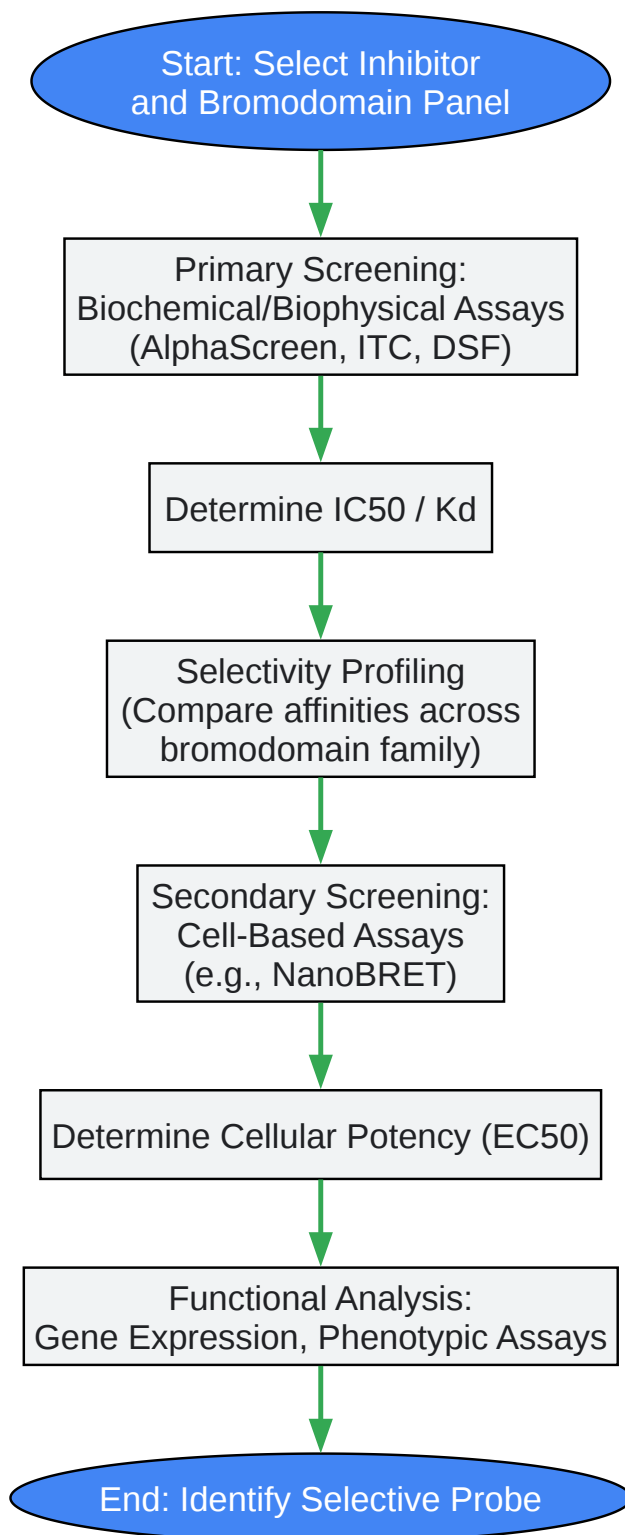 Start: Select Inhibitor
and Bromodomain Panel
Primary Screening:
Biochemical/Biophysical Assays
(AlphaScreen, ITC, DSF)
Determine IC50 / Kd
Selectivity Profiling
(Compare affinities across
bromodomain family)
Secondary Screening:
Cell-Based Assays
(e.g., NanoBRET)
Determine Cellular Potency (EC50)
Functional Analysis:
Gene Expression, Phenotypic Assays
End: Identify Selective Probe